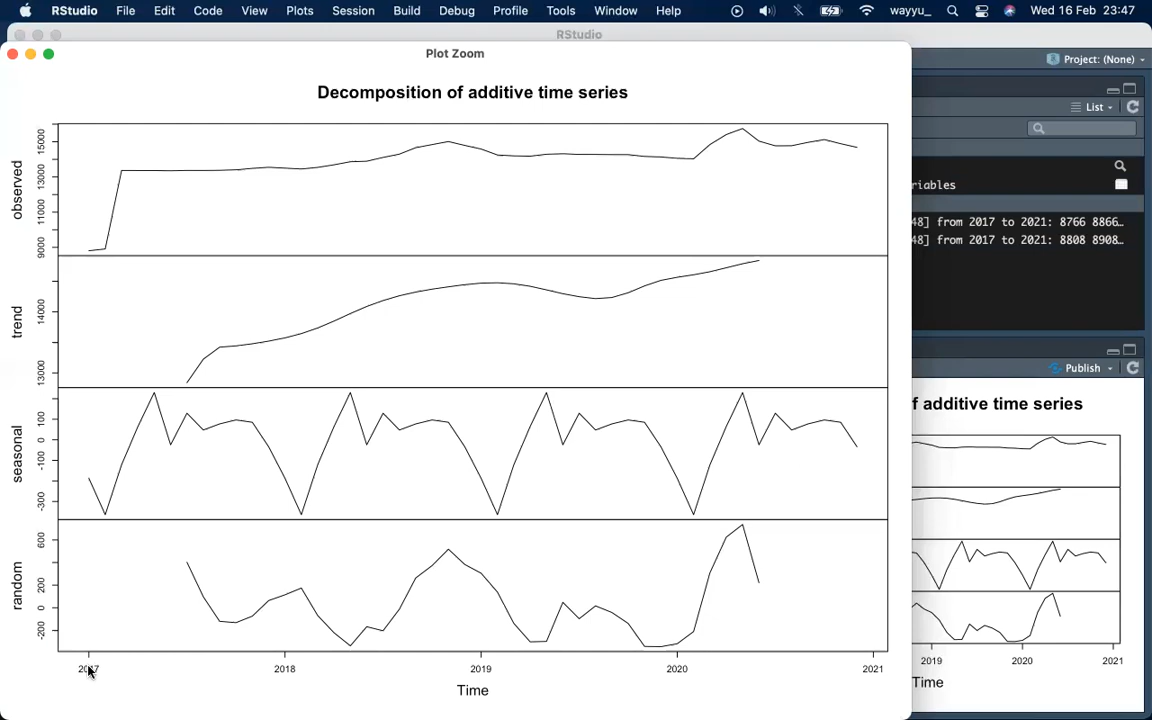 RStudio File Edit Code View Plots Session Build Debug Profile Tools Window Help wayyu_ Wed 16 Feb 23:47
RStudio
Plot Zoom
Project: (None)
List
Decomposition of additive time series
observed
15000
13000
11000
9000
trend
14000
13000
seasonal
100
0
-100
-300
random
600
200
0
-200
2017 2018 2019 2020 2021
Time
riables
48] from 2017 to 2021: 8766 8866…
48] from 2017 to 2021: 8808 8908…
Publish
f additive time series
2019 2020 2021
Time